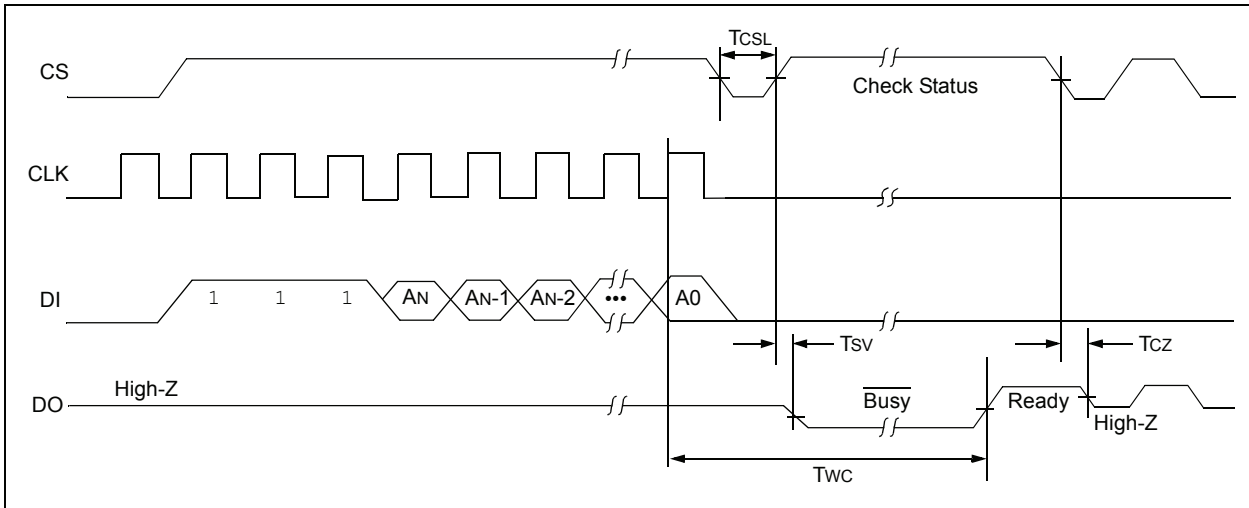 TCSL
CS
Check Status
CLK
DI
1 1 1 AN AN-1 AN-2 ••• A0
TSV
TCZ
High-Z
DO
Busy
Ready
High-Z
TWC